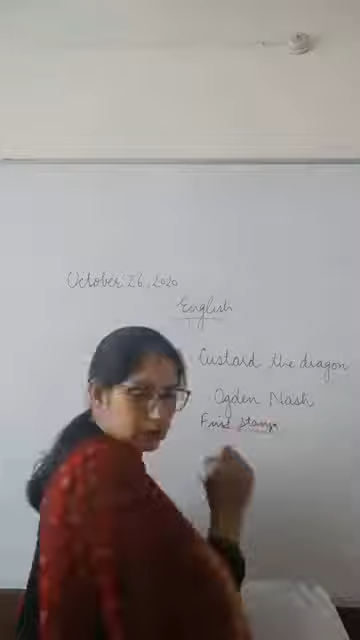 October 26, 2020
English
Custard the dragon
Ogden Nash
First stanza